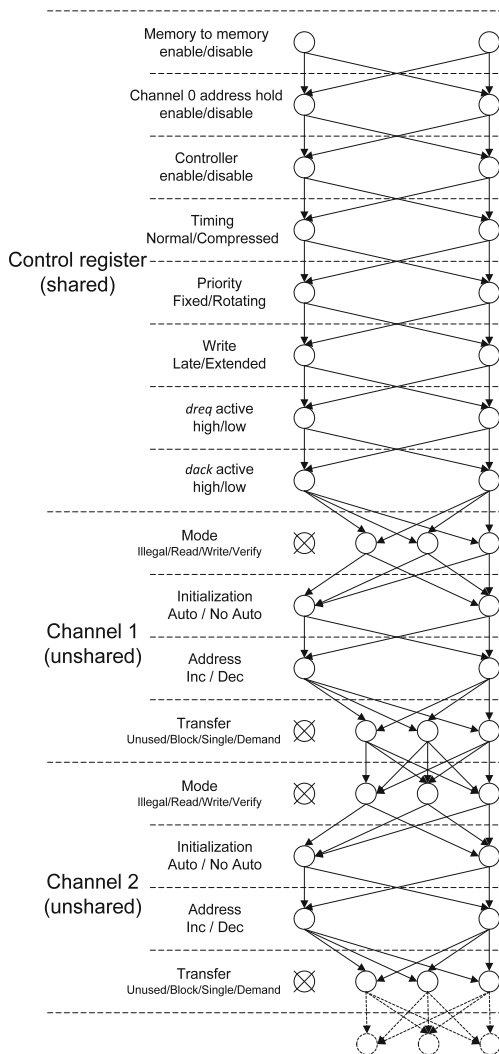 Memory to memory
enable/disable
Channel 0 address hold
enable/disable
Controller
enable/disable
Timing
Normal/Compressed
Control register
(shared)
Priority
Fixed/Rotating
Write
Late/Extended
dreq active
high/low
dack active
high/low
Mode
Illegal/Read/Write/Verify
Initialization
Auto / No Auto
Channel 1
(unshared)
Address
Inc / Dec
Transfer
Unused/Block/Single/Demand
Mode
Illegal/Read/Write/Verify
Initialization
Auto / No Auto
Channel 2
(unshared)
Address
Inc / Dec
Transfer
Unused/Block/Single/Demand